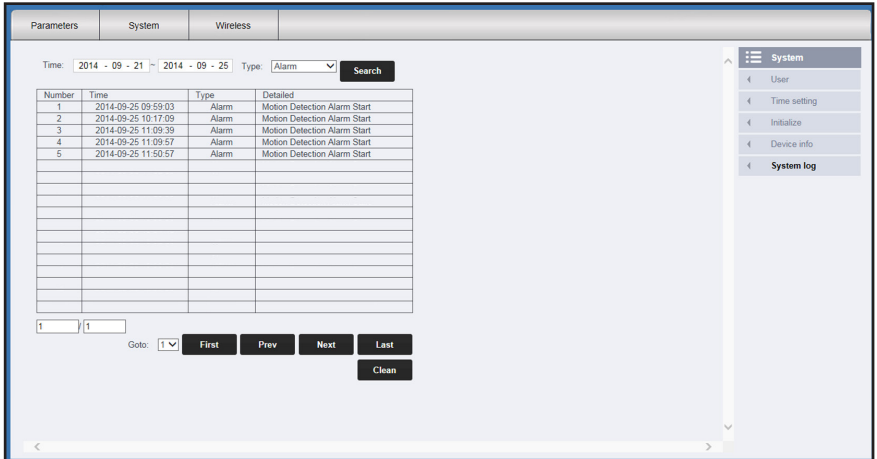 Parameters System Wireless
Time: 2014 - 09 - 21 ~ 2014 - 09 - 25 Type: Alarm Search
Number Time Type Detailed
1 2014-09-25 09:59:03 Alarm Motion Detection Alarm Start
2 2014-09-25 10:17:09 Alarm Motion Detection Alarm Start
3 2014-09-25 11:09:39 Alarm Motion Detection Alarm Start
4 2014-09-25 11:09:57 Alarm Motion Detection Alarm Start
5 2014-09-25 11:50:57 Alarm Motion Detection Alarm Start
1 / 1
Goto: 1 First Prev Next Last
Clean
System
User
Time setting
Initialize
Device info
System log